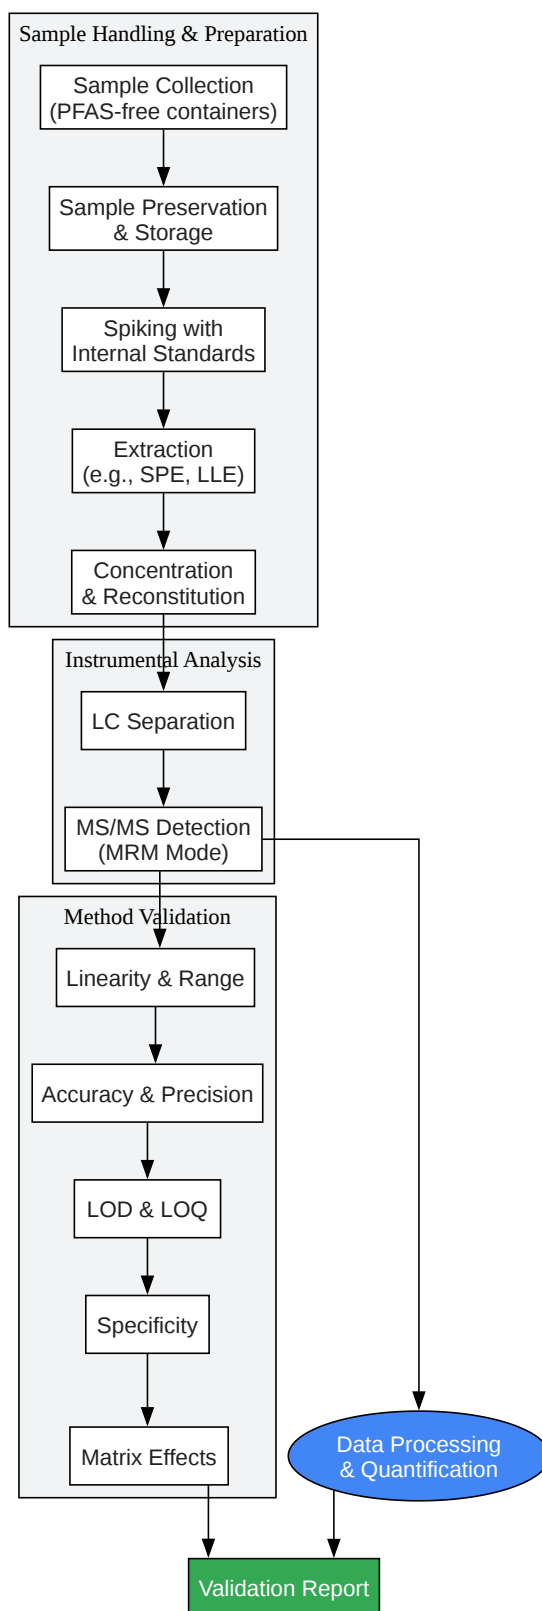 Sample Handling & Preparation
Sample Collection
(PFAS-free containers)
Sample Preservation
& Storage
Spiking with
Internal Standards
Extraction
(e.g., SPE, LLE)
Concentration
& Reconstitution
Instrumental Analysis
LC Separation
MS/MS Detection
(MRM Mode)
Method Validation
Linearity & Range
Accuracy & Precision
LOD & LOQ
Specificity
Matrix Effects
Data Processing
& Quantification
Validation Report